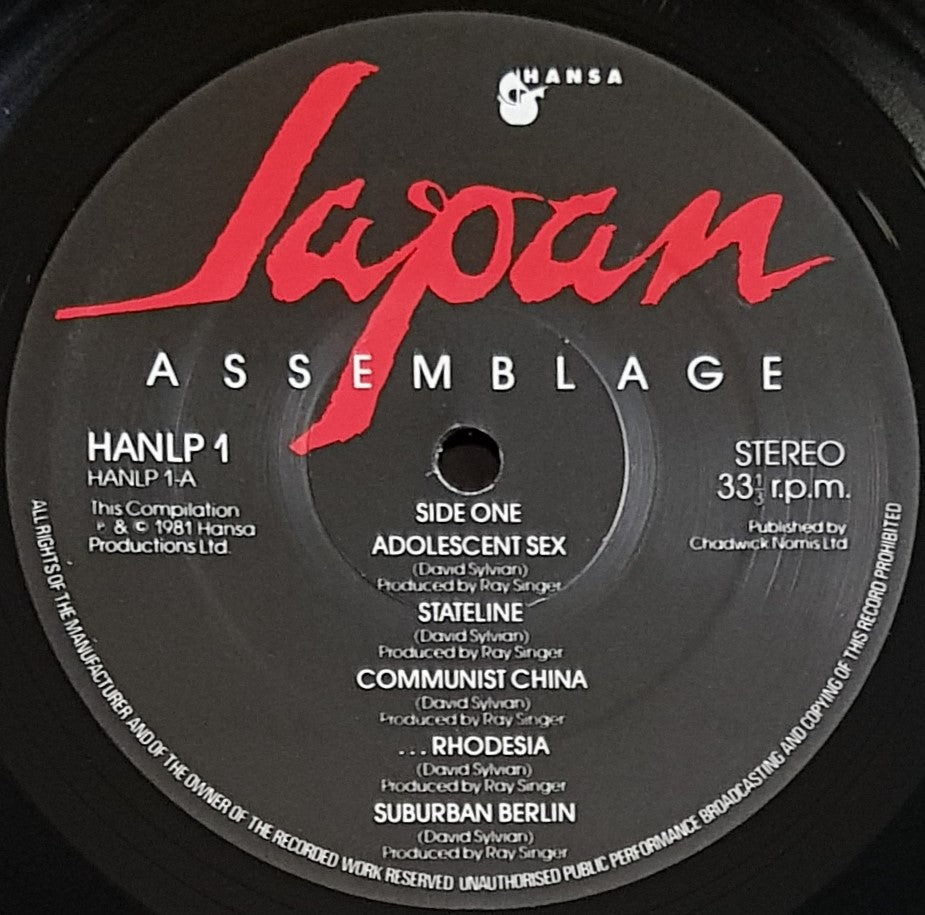 HANSA
Japan
ASSEMBLAGE
HANLP 1
HANLP 1-A
This Compilation
℗ & © 1981 Hansa
Productions Ltd.
STEREO
33⅓ r.p.m.
Published by
Chadwick Nomis Ltd
SIDE ONE
ADOLESCENT SEX
(David Sylvian)
Produced by Ray Singer
STATELINE
(David Sylvian)
Produced by Ray Singer
COMMUNIST CHINA
(David Sylvian)
Produced by Ray Singer
...RHODESIA
(David Sylvian)
Produced by Ray Singer
SUBURBAN BERLIN
(David Sylvian)
Produced by Ray Singer
ALL RIGHTS OF THE MANUFACTURER AND OF THE OWNER OF THE RECORDED WORK RESERVED UNAUTHORISED PUBLIC PERFORMANCE BROADCASTING AND COPYING OF THIS RECORD PROHIBITED